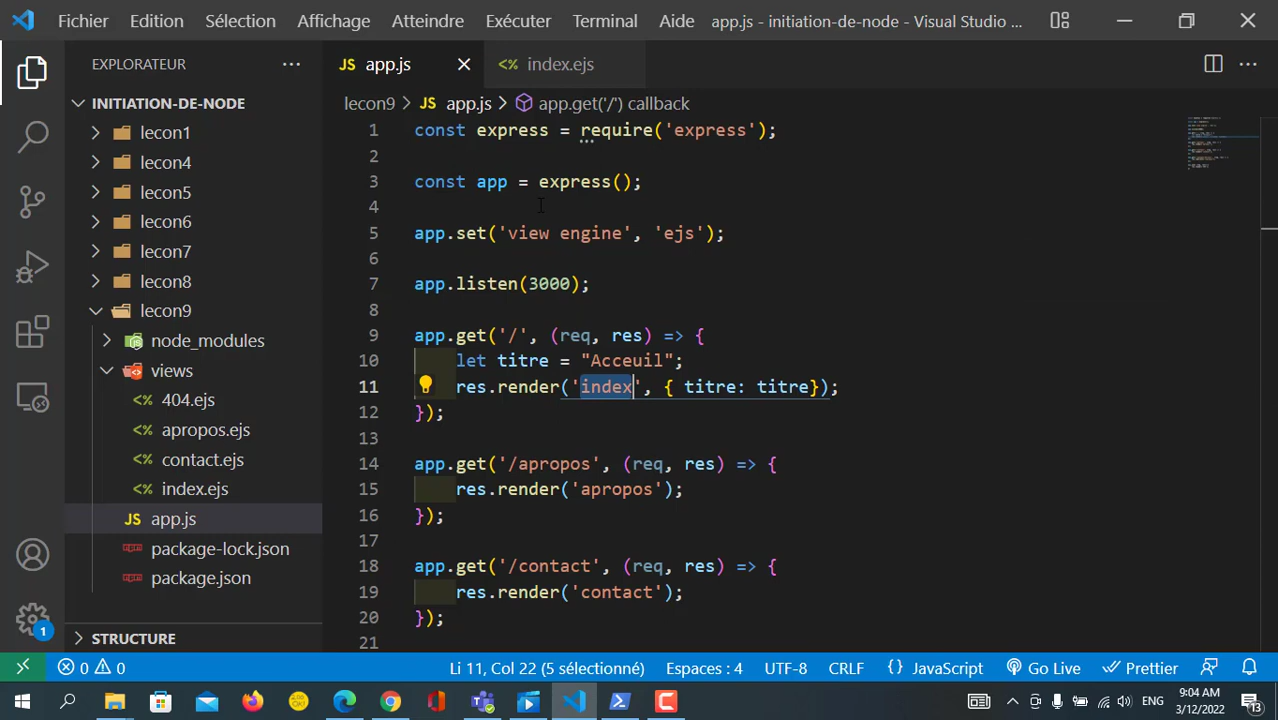 Fichier Edition Sélection Affichage Atteindre Exécuter Terminal Aide app.js - initiation-de-node - Visual Studio ...
EXPLORATEUR
INITIATION-DE-NODE
lecon1
lecon4
lecon5
lecon6
lecon7
lecon8
lecon9
node_modules
views
404.ejs
apropos.ejs
contact.ejs
index.ejs
JS app.js
package-lock.json
package.json
STRUCTURE
JS app.js
<%> index.ejs
lecon9 > JS app.js > app.get('/') callback
1 const express = require('express');
2
3 const app = express();
4
5 app.set('view engine', 'ejs');
6
7 app.listen(3000);
8
9 app.get('/', (req, res) => {
10 let titre = "Acceuil";
11 res.render('index', { titre: titre});
12 });
13
14 app.get('/apropos', (req, res) => {
15 res.render('apropos');
16 });
17
18 app.get('/contact', (req, res) => {
19 res.render('contact');
20 });
21
1
0 0 Li 11, Col 22 (5 sélectionné) Espaces : 4 UTF-8 CRLF {} JavaScript Go Live Prettier
ENG 9:04 AM
3/12/2022
13